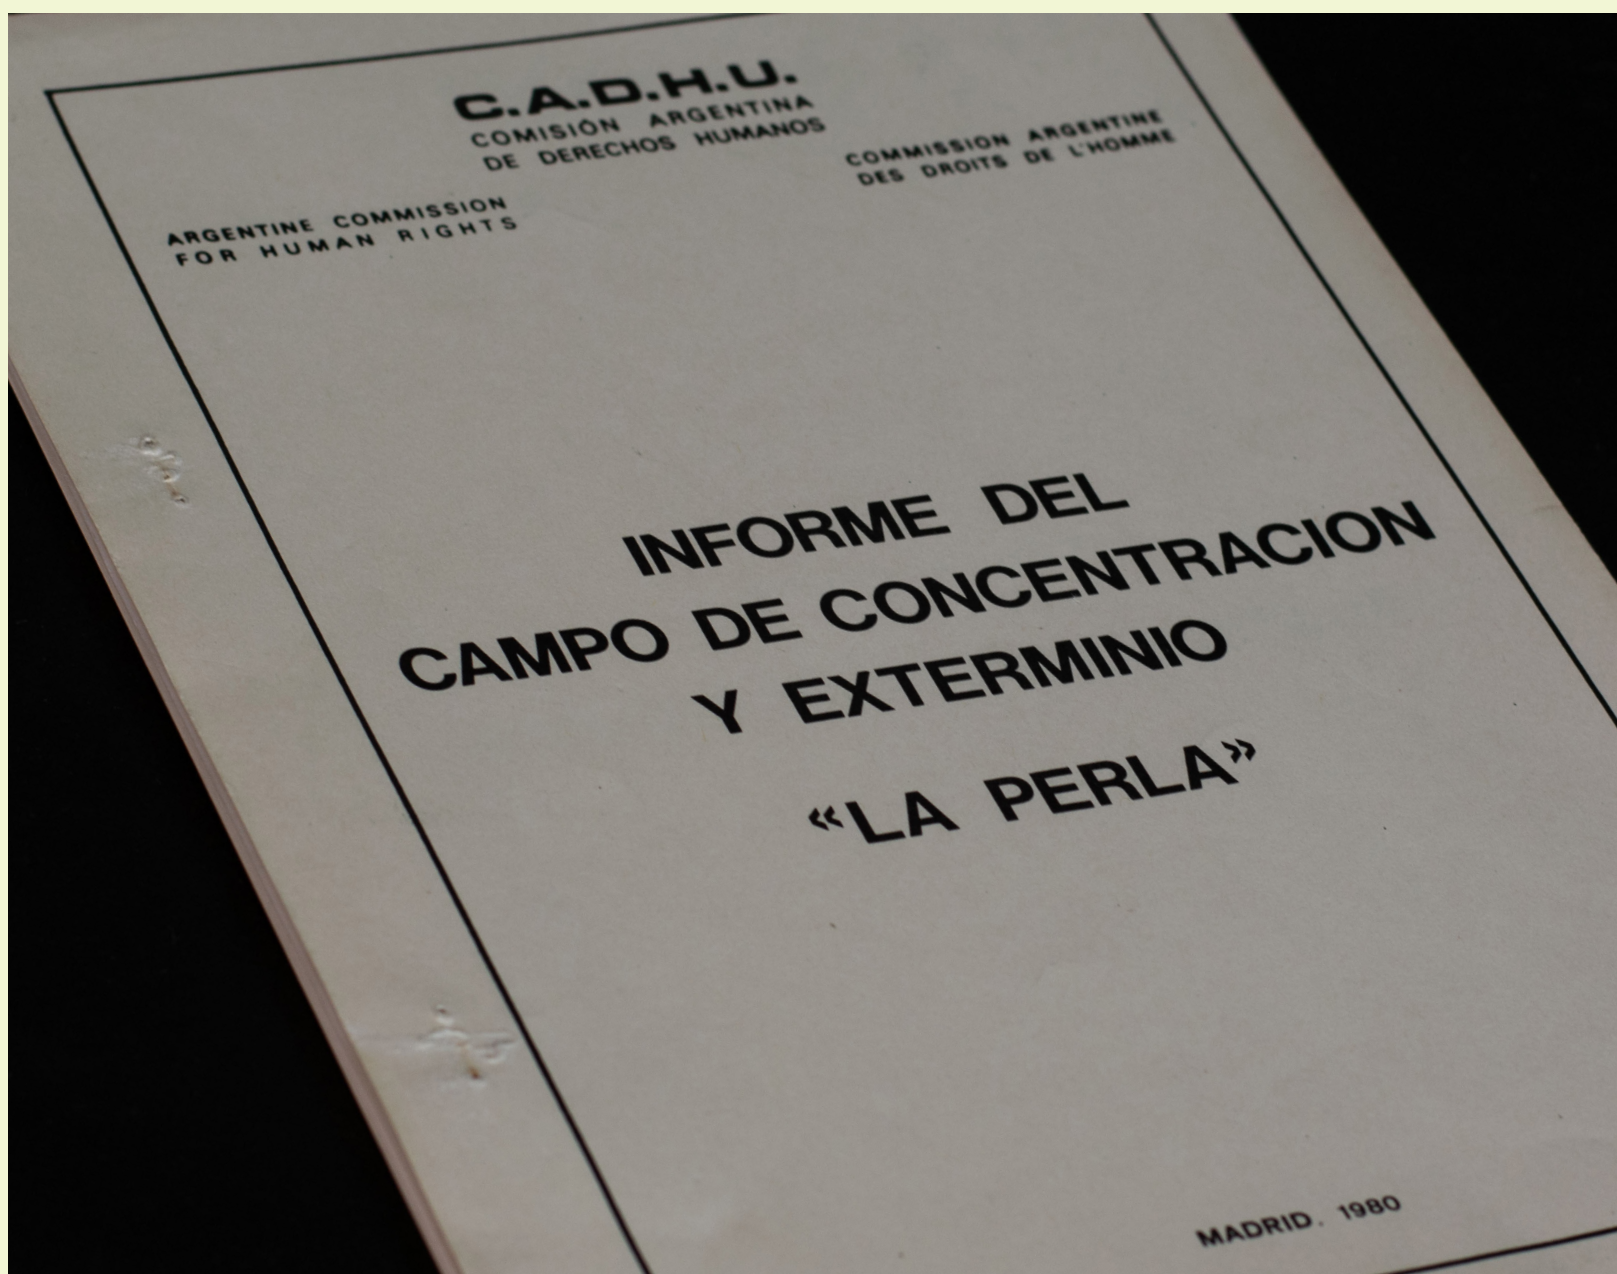 C.A.D.H.U.
COMISIÓN ARGENTINA
DE DERECHOS HUMANOS
COMMISSION ARGENTINE
DES DROITS DE L'HOMME
ARGENTINE COMMISSION
FOR HUMAN RIGHTS
INFORME DEL
CAMPO DE CONCENTRACION
Y EXTERMINIO
«LA PERLA»
MADRID. 1980